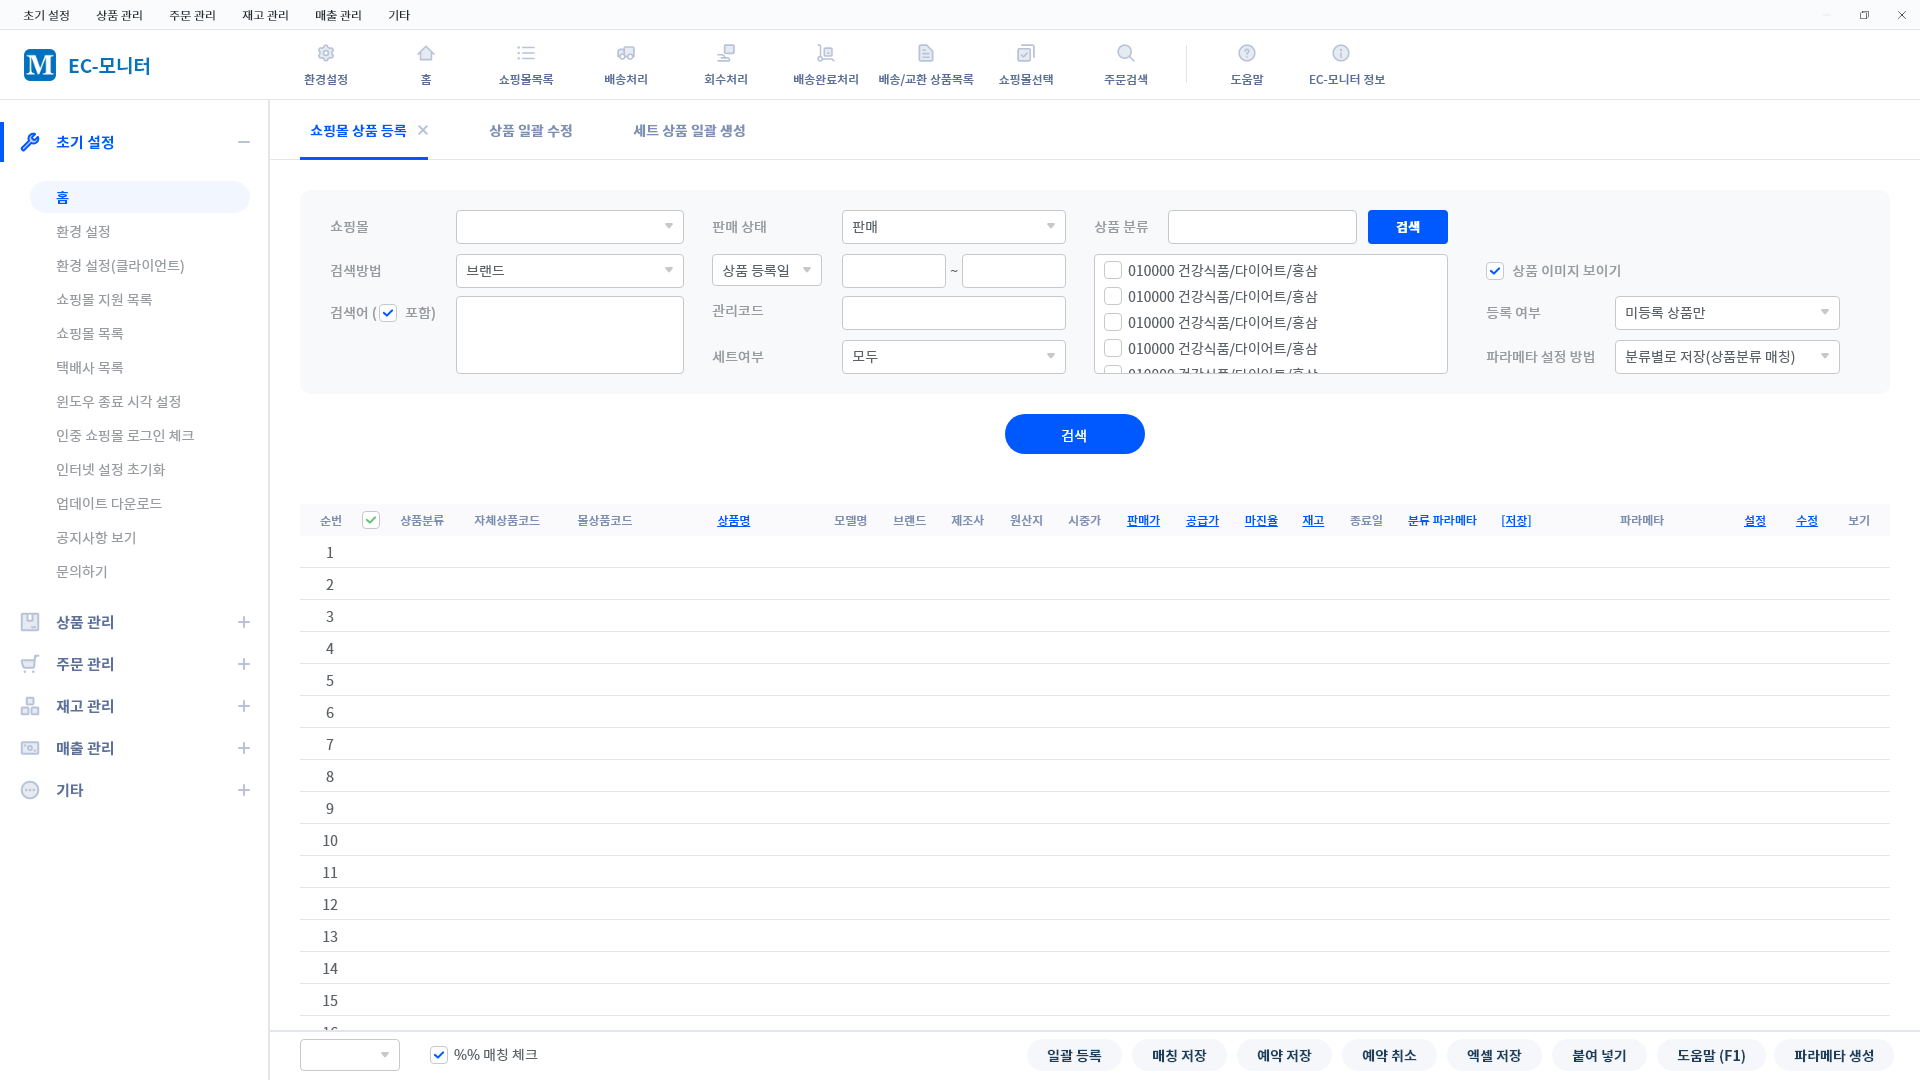 초기 설정 상품 관리 주문 관리 재고 관리 매출 관리 기타
M EC-모니터
환경설정 홈 쇼핑몰목록 배송처리 회수처리 배송완료처리 배송/교환 상품목록 쇼핑몰선택 주문검색 도움말 EC-모니터 정보
초기 설정
홈
환경 설정
환경 설정(클라이언트)
쇼핑몰 지원 목록
쇼핑몰 목록
택배사 목록
윈도우 종료 시각 설정
인중 쇼핑몰 로그인 체크
인터넷 설정 초기화
업데이트 다운로드
공지사항 보기
문의하기
상품 관리
주문 관리
재고 관리
매출 관리
기타
쇼핑몰 상품 등록 상품 일괄 수정 세트 상품 일괄 생성
쇼핑몰 판매 상태 판매 상품 분류 검색
검색방법 브랜드 상품 등록일 ~
010000 건강식품/다이어트/홍삼
010000 건강식품/다이어트/홍삼
010000 건강식품/다이어트/홍삼
010000 건강식품/다이어트/홍삼
010000 건강식품/다이어트/홍삼
상품 이미지 보이기
검색어 ( 포함) 관리코드 등록 여부 미등록 상품만
세트여부 모두 파라메타 설정 방법 분류별로 저장(상품분류 매칭)
검색
순번 상품분류 자체상품코드 몰상품코드 상품명 모델명 브랜드 제조사 원산지 시중가 판매가 공급가 마진율 재고 종료일 분류 파라메타 [저장] 파라메타 설정 수정 보기
1
2
3
4
5
6
7
8
9
10
11
12
13
14
15
16
%% 매칭 체크 일괄 등록 매칭 저장 예약 저장 예약 취소 엑셀 저장 붙여 넣기 도움말 (F1) 파라메타 생성